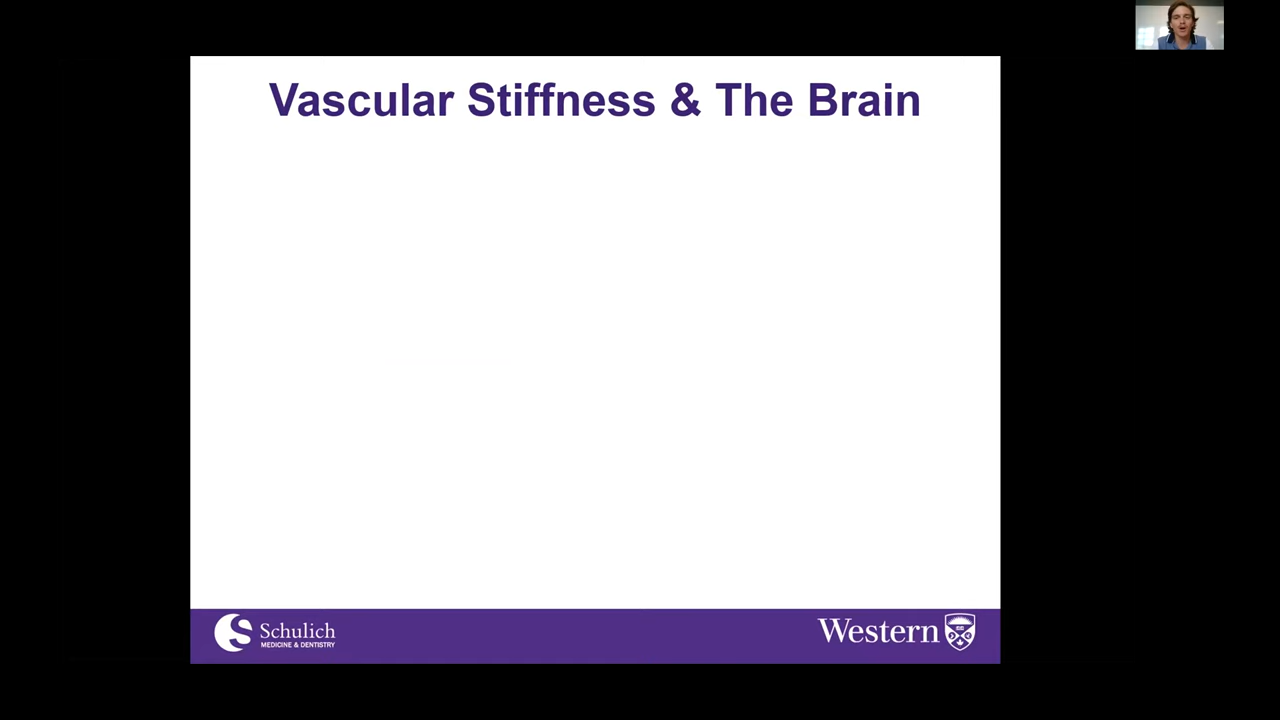 Vascular Stiffness & The Brain
Schulich
MEDICINE & DENTISTRY
Western